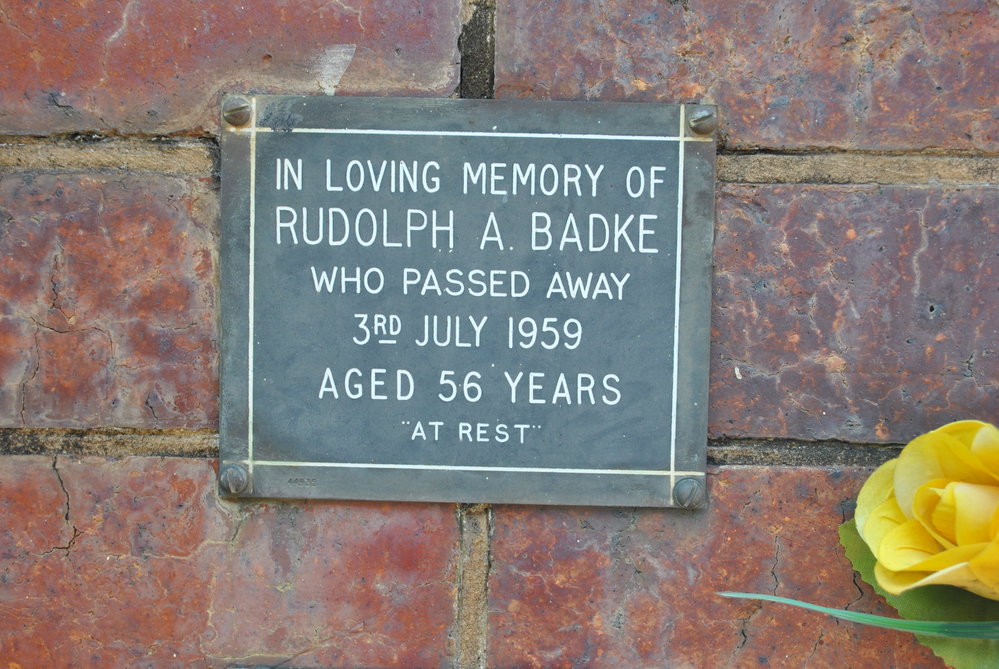 IN LOVING MEMORY OF
RUDOLPH A. BADKE
WHO PASSED AWAY
3RD JULY 1959
AGED 56 YEARS
"AT REST"